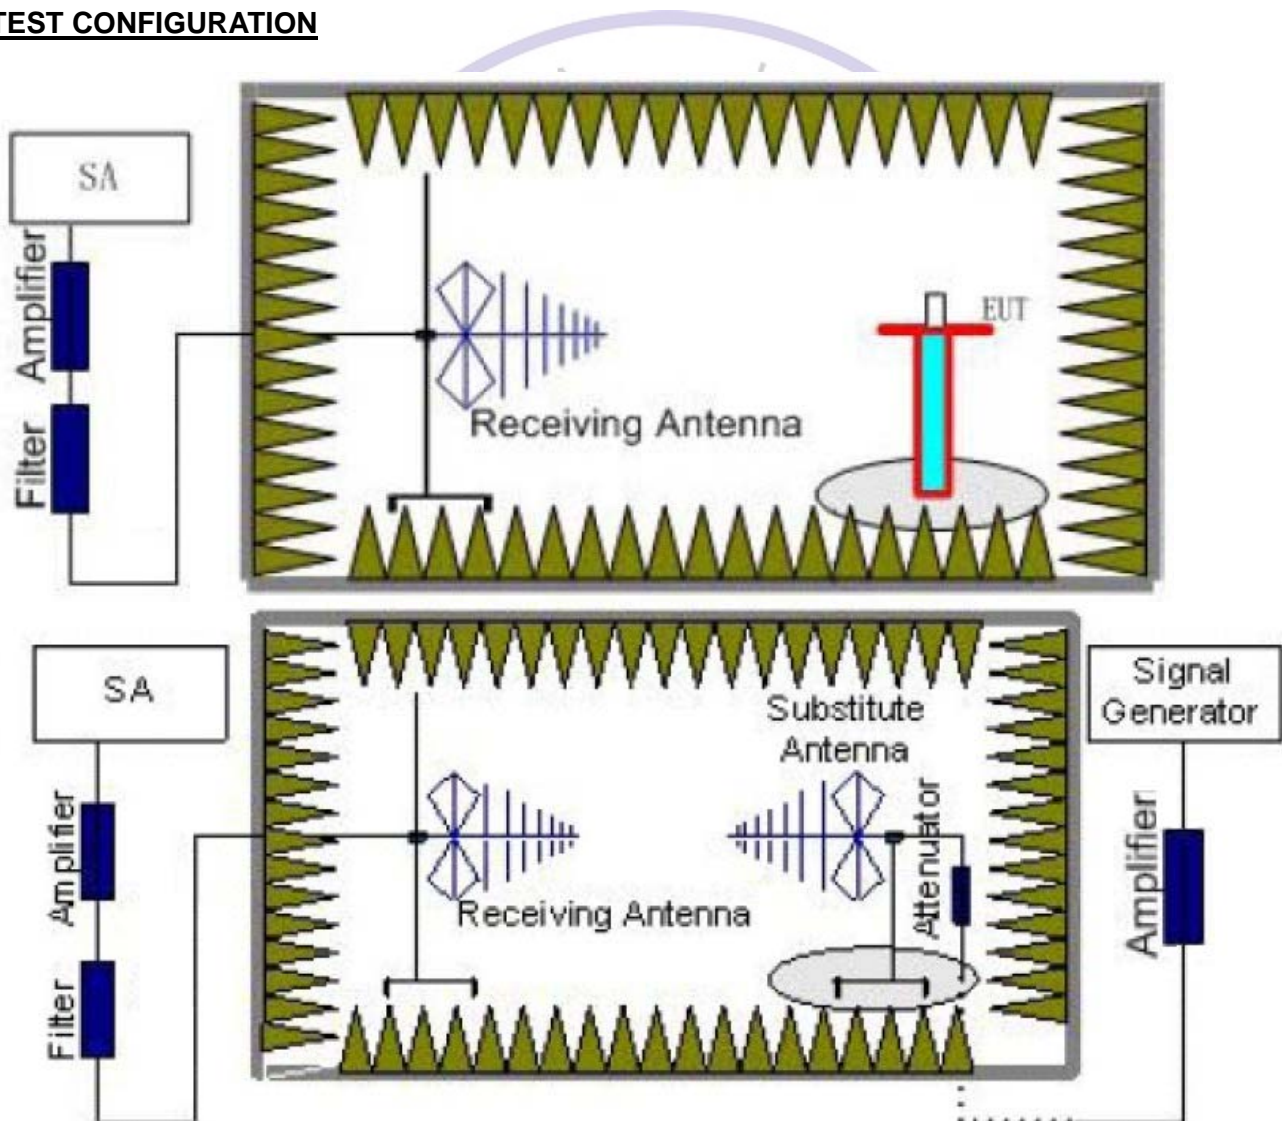 TEST CONFIGURATION
SA
Amplifier
Filter
EUT
Receiving Antenna
SA
Amplifier
Filter
Receiving Antenna
Substitute
Antenna
Attenuator
Signal
Generator
Amplifier